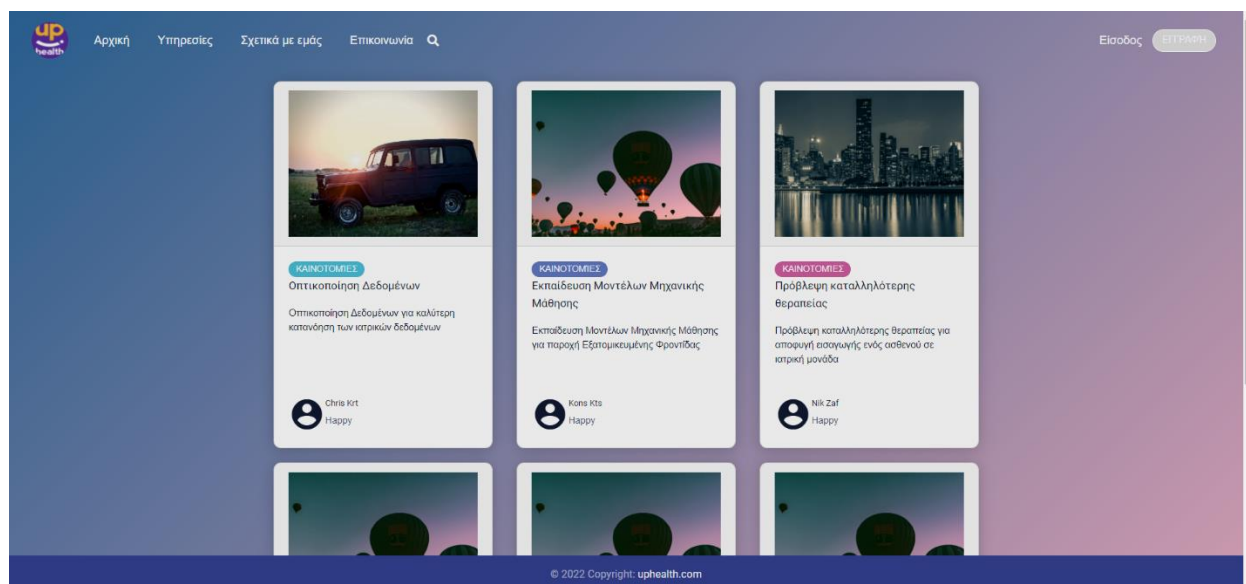 up
health
Αρχική Υπηρεσίες Σχετικά με εμάς Επικοινωνία
Είσοδος ΕΓΓΡΑΦΗ
ΚΑΙΝΟΤΟΜΊΕΣ
Οπτικοποίηση Δεδομένων
Οπτικοποίηση Δεδομένων για καλύτερη
κατανόηση των ιατρικών δεδομένων
Chris Krt
Happy
ΚΑΙΝΟΤΟΜΊΕΣ
Εκπαίδευση Μοντέλων Μηχανικής
Μάθησης
Εκπαίδευση Μοντέλων Μηχανικής Μάθησης
για παροχή Εξατομικευμένης Φροντίδας
Kons Kts
Happy
ΚΑΙΝΟΤΟΜΊΕΣ
Πρόβλεψη καταλληλότερης
θεραπείας
Πρόβλεψη καταλληλότερης θεραπείας για
αποφυγή εισαγωγής ενός ασθενού σε
ιατρική μονάδα
Nik Zaf
Happy
© 2022 Copyright: uphealth.com